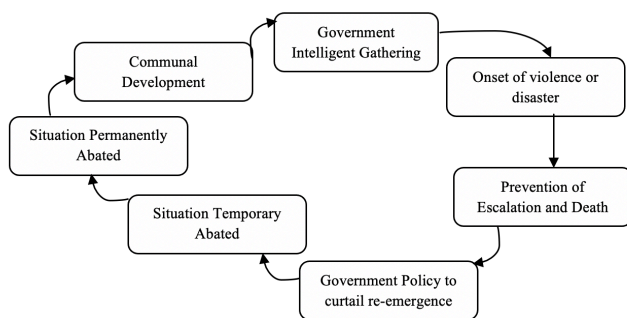 Government
Intelligent Gathering
Communal
Development
Onset of violence or
disaster
Situation Permanently
Abated
Prevention of
Escalation and Death
Situation Temporary
Abated
Government Policy to
curtail re-emergence